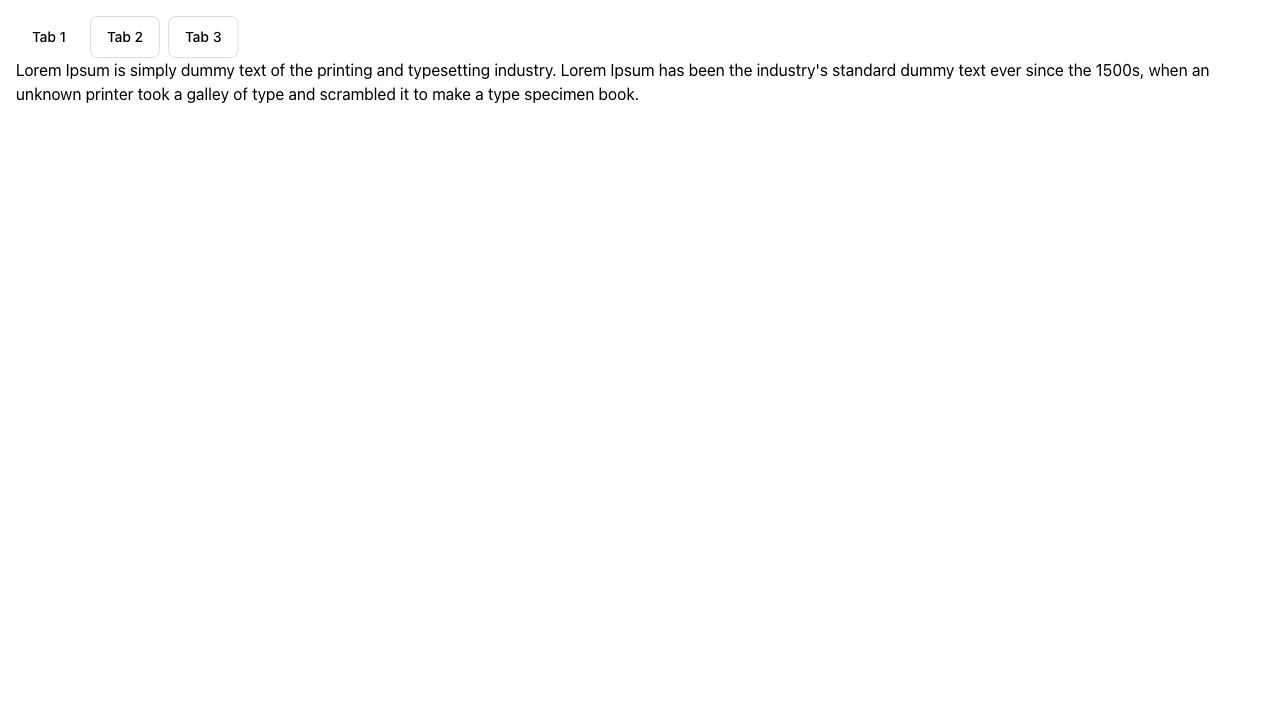 Tab 1 Tab 2 Tab 3
Lorem Ipsum is simply dummy text of the printing and typesetting industry. Lorem Ipsum has been the industry's standard dummy text ever since the 1500s, when an
unknown printer took a galley of type and scrambled it to make a type specimen book.